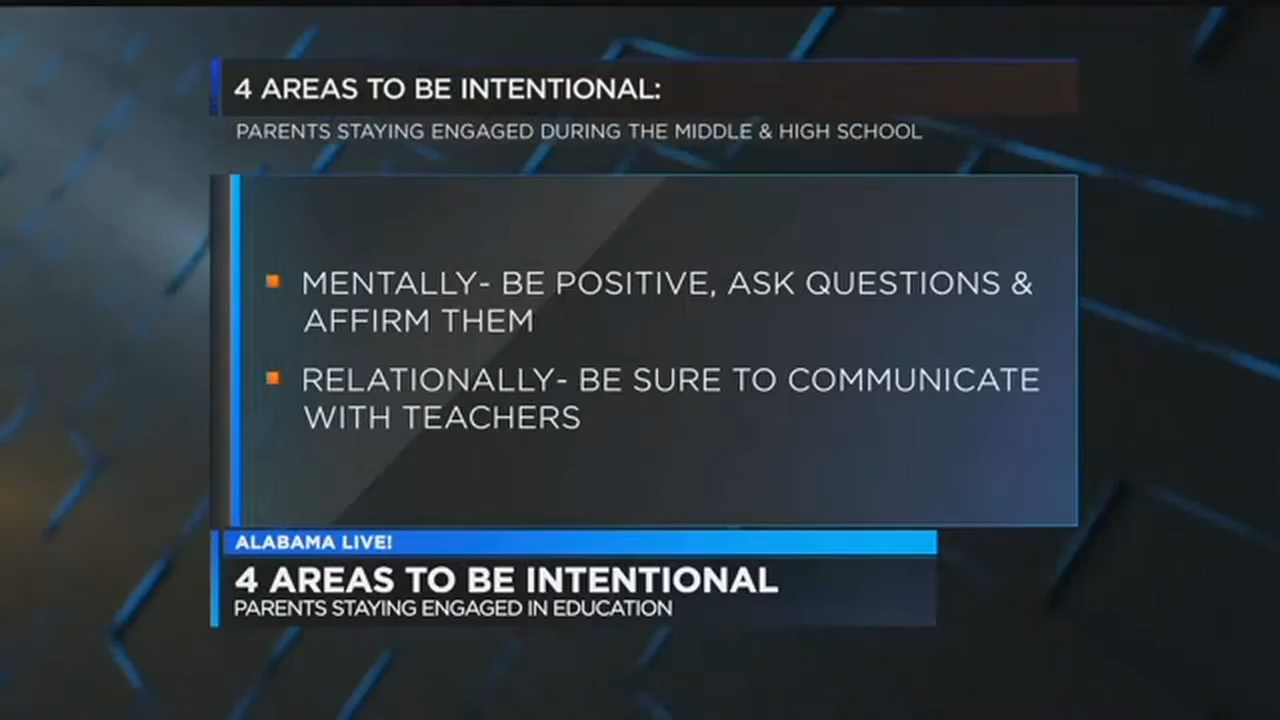 4 AREAS TO BE INTENTIONAL:
PARENTS STAYING ENGAGED DURING THE MIDDLE & HIGH SCHOOL
MENTALLY- BE POSITIVE, ASK QUESTIONS &
AFFIRM THEM
RELATIONALLY- BE SURE TO COMMUNICATE
WITH TEACHERS
ALABAMA LIVE!
4 AREAS TO BE INTENTIONAL
PARENTS STAYING ENGAGED IN EDUCATION